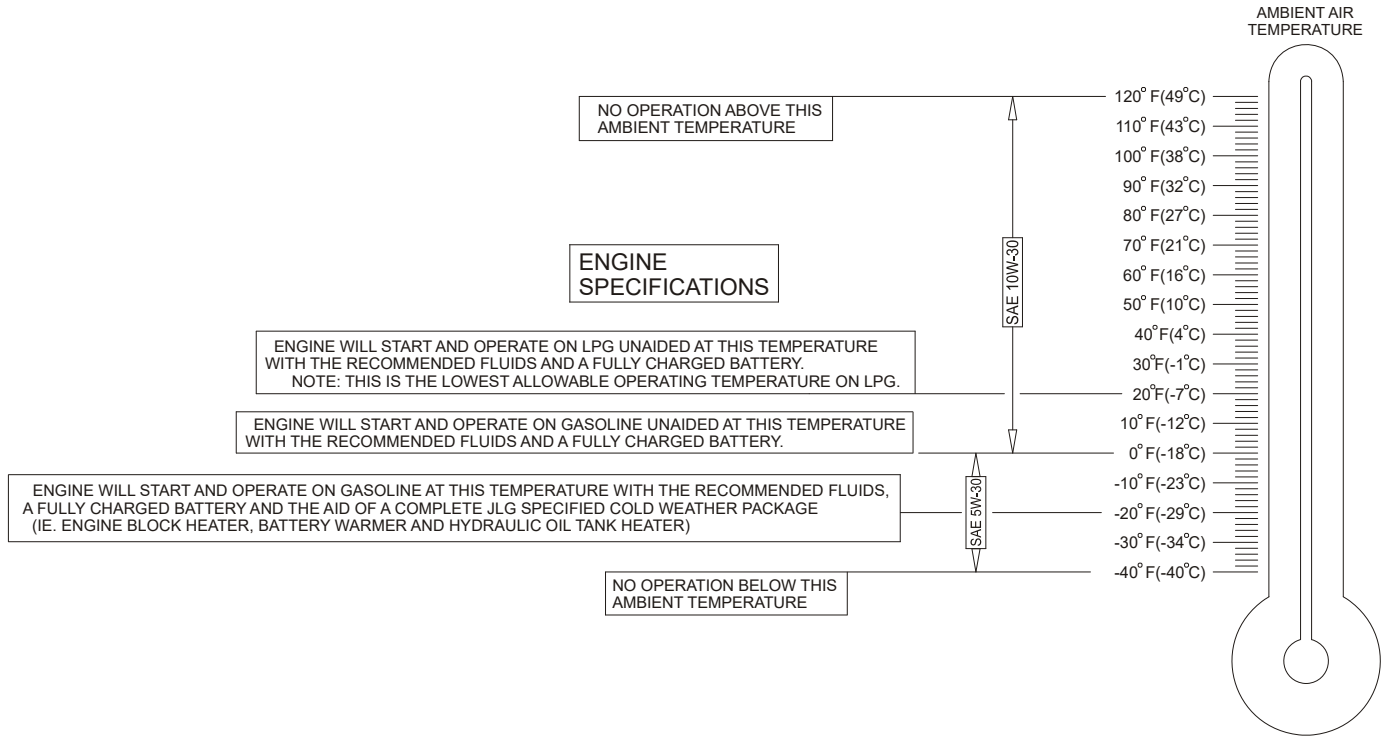 AMBIENT AIR
TEMPERATURE
NO OPERATION ABOVE THIS
AMBIENT TEMPERATURE
120° F(49°C)
110° F(43°C)
100° F(38°C)
90° F(32°C)
80° F(27°C)
70° F(21°C)
60° F(16°C)
50° F(10°C)
40°F(4°C)
30°F(-1°C)
20°F(-7°C)
10°F(-12°C)
0° F(-18°C)
-10° F(-23°C)
-20° F(-29°C)
-30° F(-34°C)
-40° F(-40°C)
SAE 10W-30
ENGINE
SPECIFICATIONS
ENGINE WILL START AND OPERATE ON LPG UNAIDED AT THIS TEMPERATURE
WITH THE RECOMMENDED FLUIDS AND A FULLY CHARGED BATTERY.
NOTE: THIS IS THE LOWEST ALLOWABLE OPERATING TEMPERATURE ON LPG.
ENGINE WILL START AND OPERATE ON GASOLINE UNAIDED AT THIS TEMPERATURE
WITH THE RECOMMENDED FLUIDS AND A FULLY CHARGED BATTERY.
ENGINE WILL START AND OPERATE ON GASOLINE AT THIS TEMPERATURE WITH THE RECOMMENDED FLUIDS,
A FULLY CHARGED BATTERY AND THE AID OF A COMPLETE JLG SPECIFIED COLD WEATHER PACKAGE
(IE. ENGINE BLOCK HEATER, BATTERY WARMER AND HYDRAULIC OIL TANK HEATER)
SAE 5W-30
NO OPERATION BELOW THIS
AMBIENT TEMPERATURE